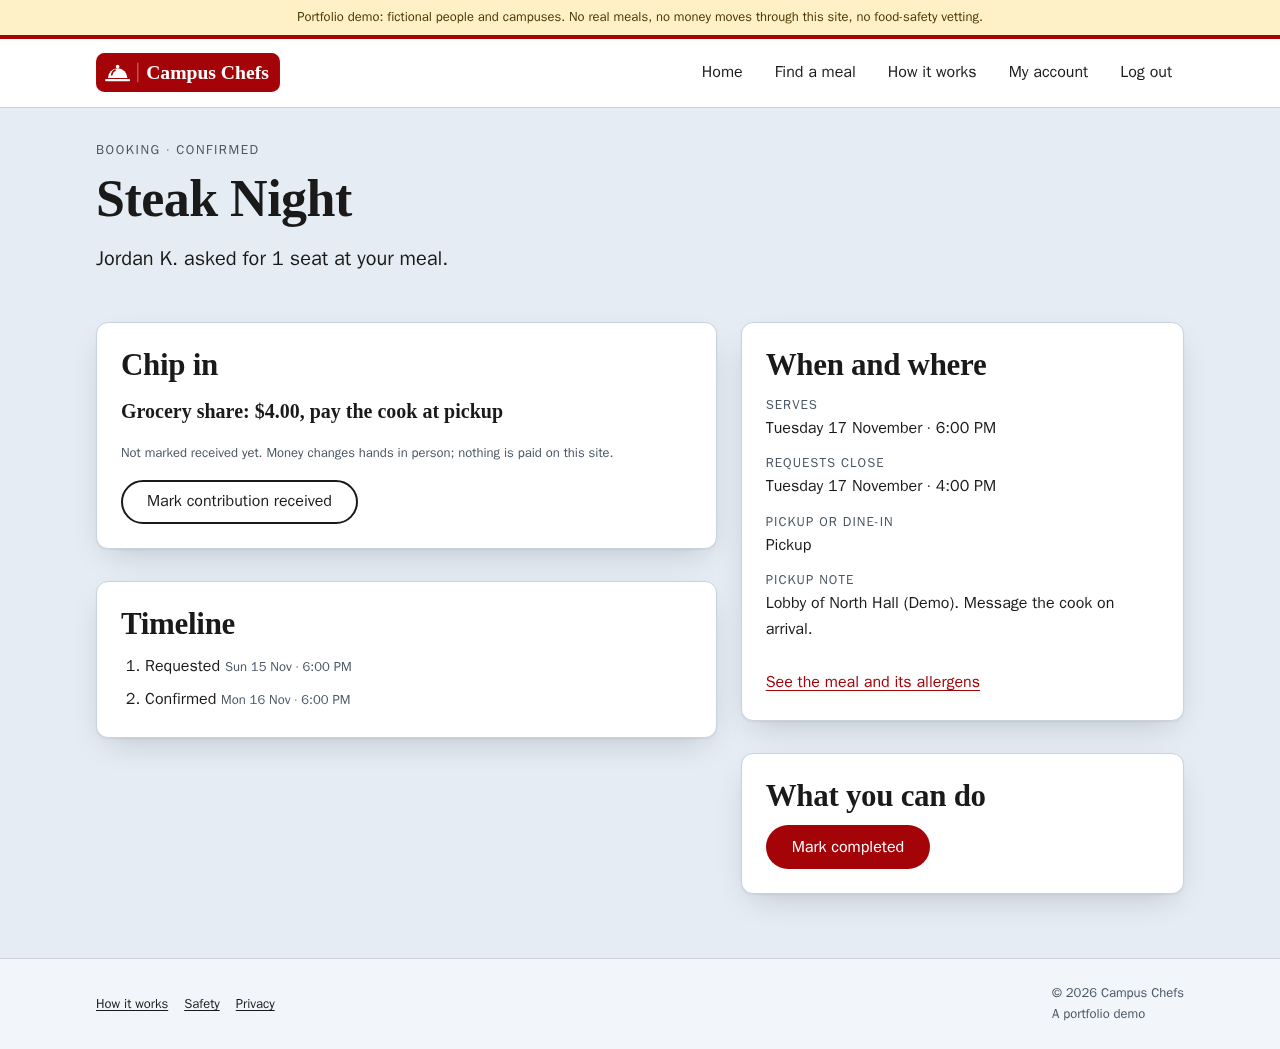 Portfolio demo: fictional people and campuses. No real meals, no money moves through this site, no food-safety vetting.
Campus Chefs
Home
Find a meal
How it works
My account
Log out
BOOKING · CONFIRMED
Steak Night
Jordan K. asked for 1 seat at your meal.
Chip in
Grocery share: $4.00, pay the cook at pickup
Not marked received yet. Money changes hands in person; nothing is paid on this site.
Mark contribution received
Timeline
1. Requested Sun 15 Nov · 6:00 PM
2. Confirmed Mon 16 Nov · 6:00 PM
When and where
SERVES
Tuesday 17 November · 6:00 PM
REQUESTS CLOSE
Tuesday 17 November · 4:00 PM
PICKUP OR DINE-IN
Pickup
PICKUP NOTE
Lobby of North Hall (Demo). Message the cook on
arrival.
See the meal and its allergens
What you can do
Mark completed
How it works
Safety
Privacy
© 2026 Campus Chefs
A portfolio demo